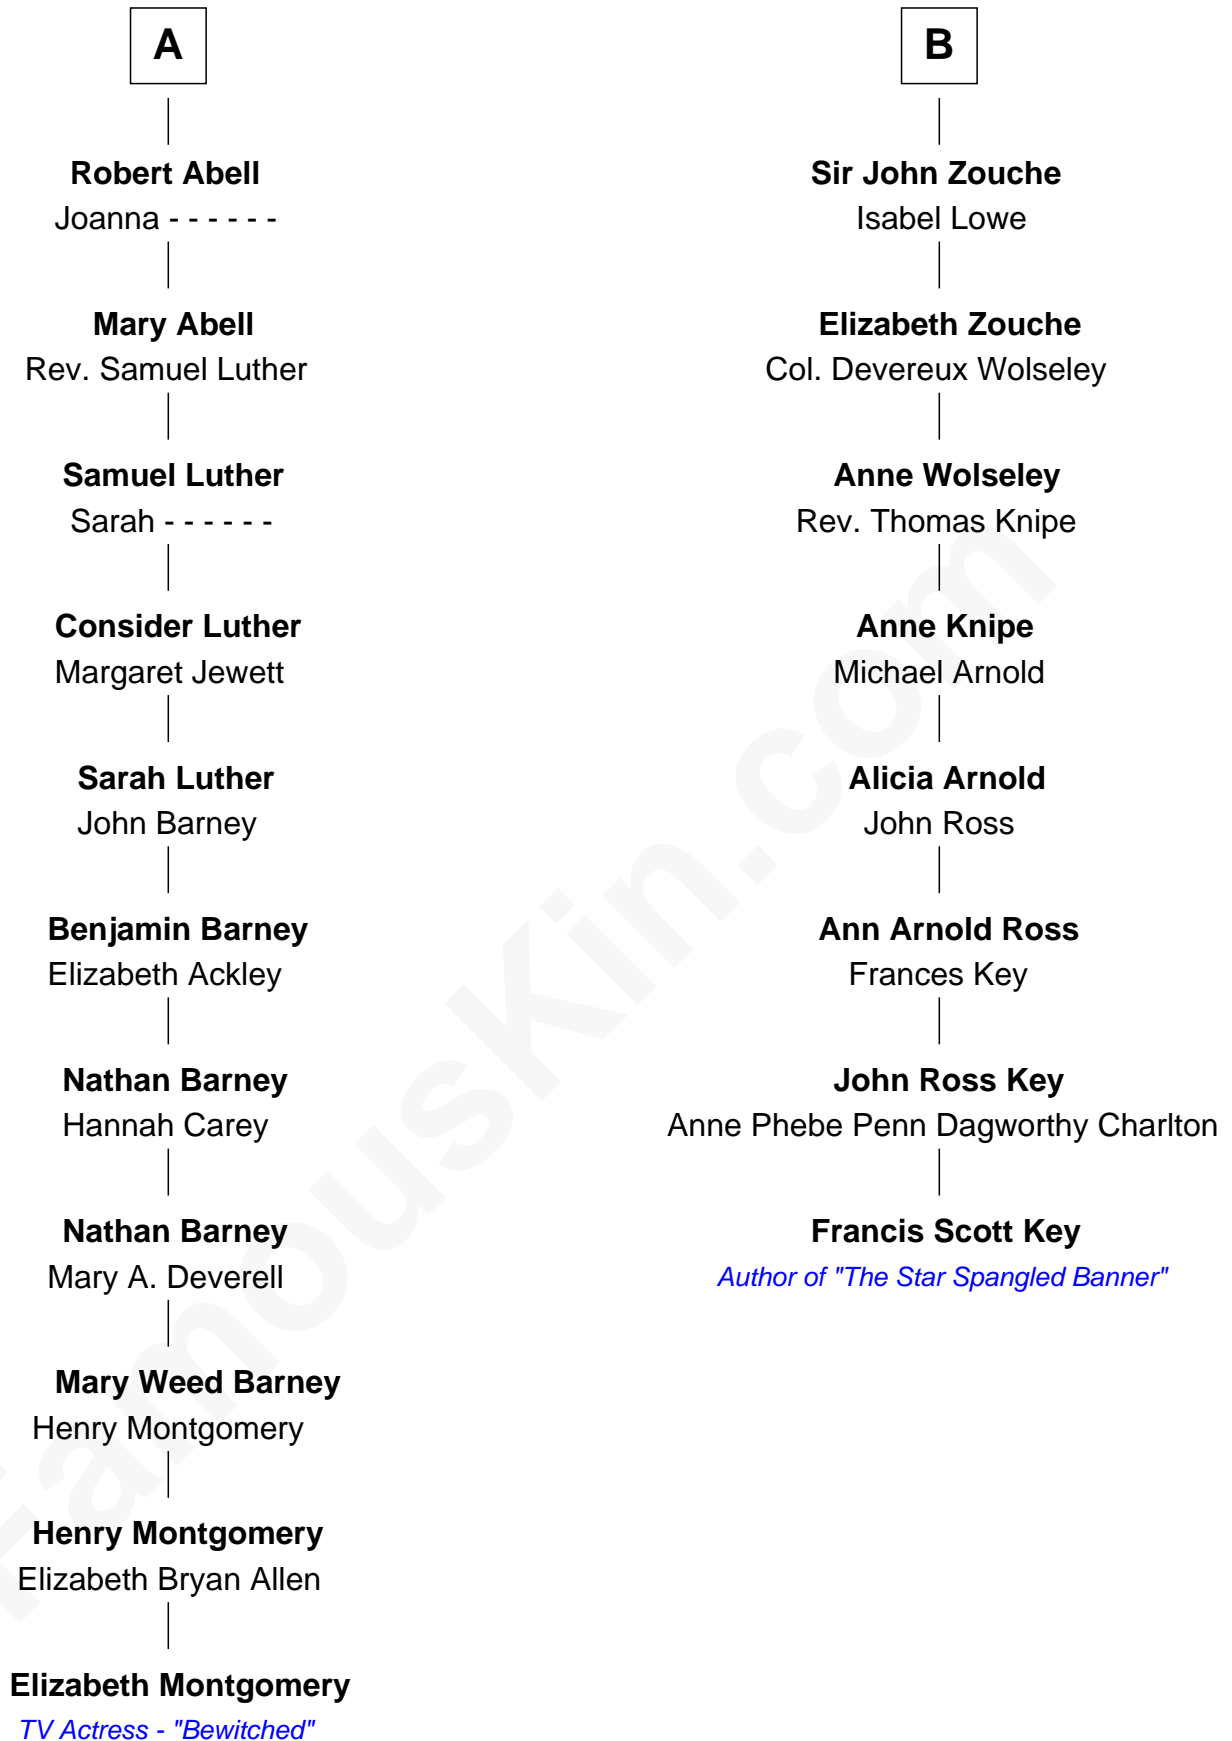 A
Robert Abell
Joanna - - - - - -
Mary Abell
Rev. Samuel Luther
Samuel Luther
Sarah - - - - - -
Consider Luther
Margaret Jewett
Sarah Luther
John Barney
Benjamin Barney
Elizabeth Ackley
Nathan Barney
Hannah Carey
Nathan Barney
Mary A. Deverell
Mary Weed Barney
Henry Montgomery
Henry Montgomery
Elizabeth Bryan Allen
Elizabeth Montgomery
TV Actress - "Bewitched"
B
Sir John Zouche
Isabel Lowe
Elizabeth Zouche
Col. Devereux Wolseley
Anne Wolseley
Rev. Thomas Knipe
Anne Knipe
Michael Arnold
Alicia Arnold
John Ross
Ann Arnold Ross
Frances Key
John Ross Key
Anne Phebe Penn Dagworthy Charlton
Francis Scott Key
Author of "The Star Spangled Banner"
FamousKin.com